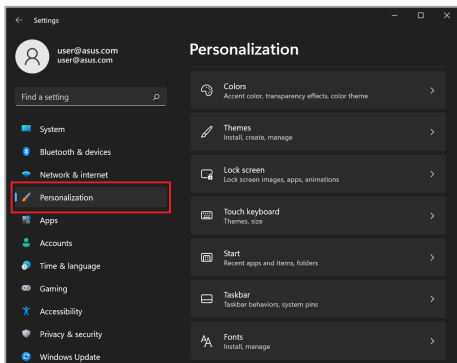 Settings
user@asus.com
user@asus.com
Find a setting
System
Bluetooth & devices
Network & internet
Personalization
Apps
Accounts
Time & language
Gaming
Accessibility
Privacy & security
Windows Update
Personalization
Colors
Accent color, transparency effects, color theme
Themes
Install, create, manage
Lock screen
Lock screen images, apps, animations
Touch keyboard
Themes, size
Start
Recent apps and items, folders
Taskbar
Taskbar behaviors, system pins
Fonts
Install, manage